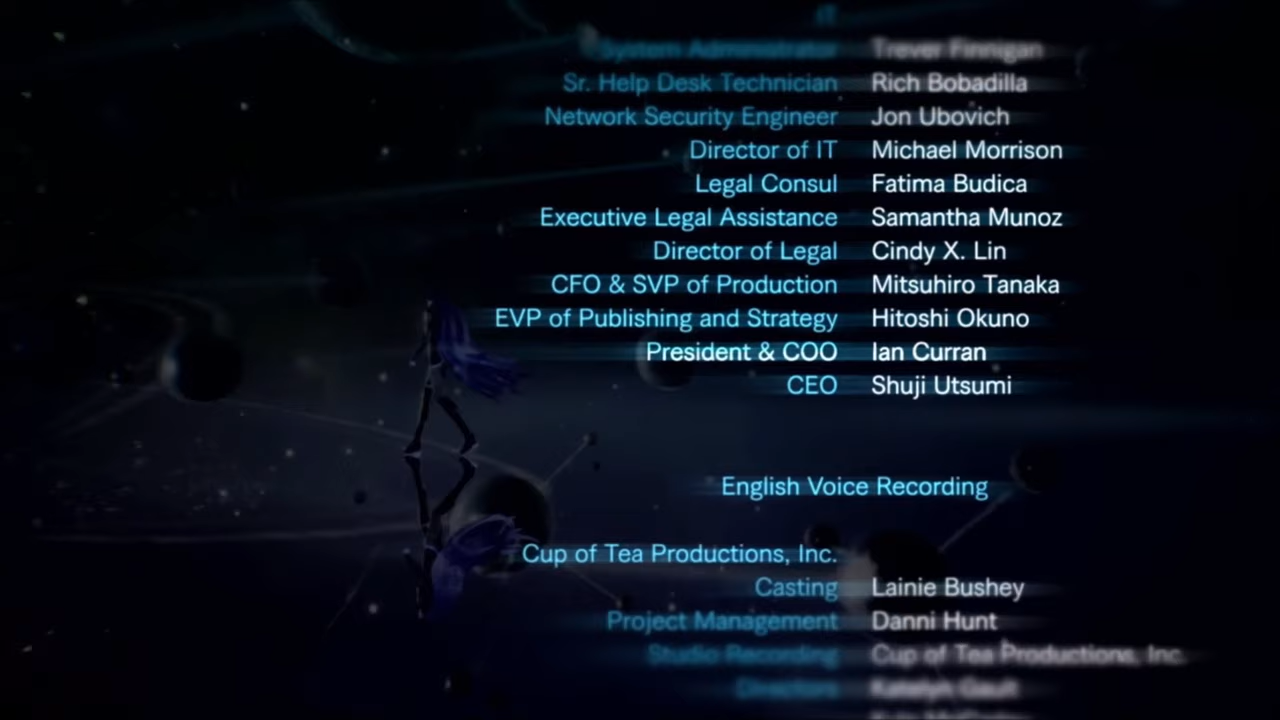 IT
System Administrator Trever Finnigan
Sr. Help Desk Technician Rich Bobadilla
Network Security Engineer Jon Ubovich
Director of IT Michael Morrison
Legal Consul Fatima Budica
Executive Legal Assistance Samantha Munoz
Director of Legal Cindy X. Lin
CFO & SVP of Production Mitsuhiro Tanaka
EVP of Publishing and Strategy Hitoshi Okuno
President & COO Ian Curran
CEO Shuji Utsumi
English Voice Recording
Cup of Tea Productions, Inc.
Casting Lainie Bushey
Project Management Danni Hunt
Studio Recording Cup of Tea Productions, Inc.
Directors Katelyn Gault